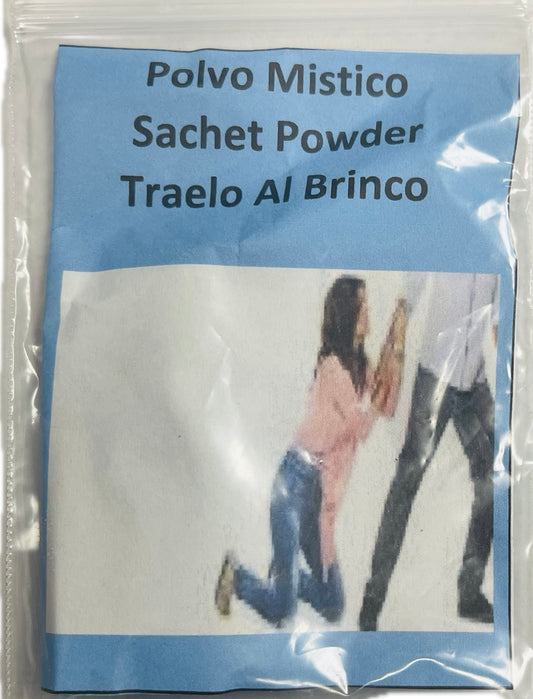 Polvo Mistico
Sachet Powder
Traelo Al Brinco